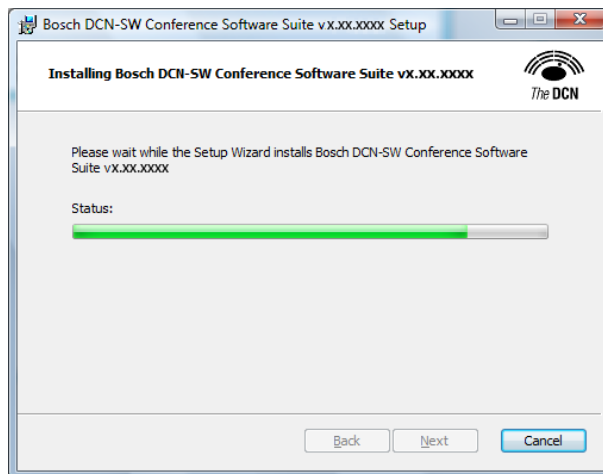 Bosch DCN-SW Conference Software Suite vx.xx.xxxx Setup
Installing Bosch DCN-SW Conference Software Suite vx.xx.xxxx
The DCN
Please wait while the Setup Wizard installs Bosch DCN-SW Conference Software
Suite vx.xx.xxxx
Status:
Back Next Cancel